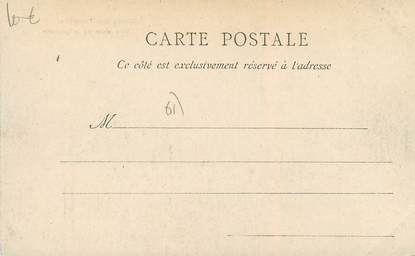 CARTE POSTALE
Ce côté est exclusivement réservé à l'adresse
61)
M